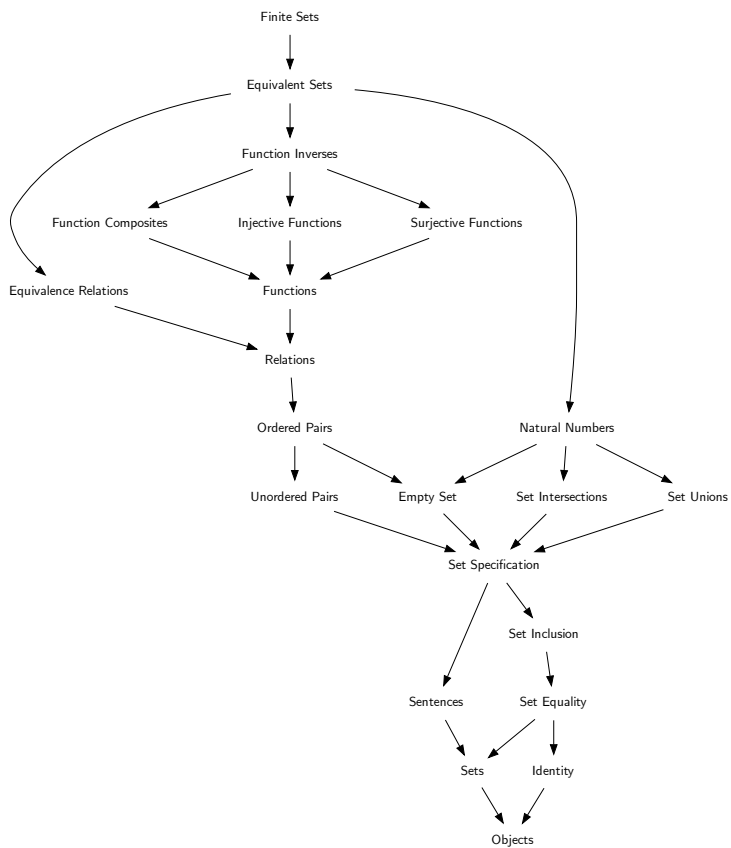 Finite Sets
Equivalent Sets
Function Inverses
Function Composites
Injective Functions
Surjective Functions
Equivalence Relations
Functions
Relations
Ordered Pairs
Natural Numbers
Unordered Pairs
Empty Set
Set Intersections
Set Unions
Set Specification
Set Inclusion
Sentences
Set Equality
Sets
Identity
Objects